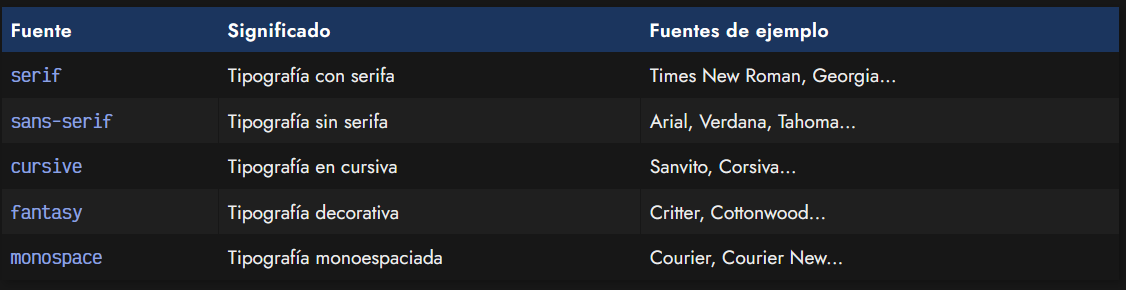 Fuente Significado Fuentes de ejemplo
serif Tipografía con serifa Times New Roman, Georgia...
sans-serif Tipografía sin serifa Arial, Verdana, Tahoma...
cursive Tipografía en cursiva Sanvito, Corsiva...
fantasy Tipografía decorativa Critter, Cottonwood...
monospace Tipografía monoespaciada Courier, Courier New...